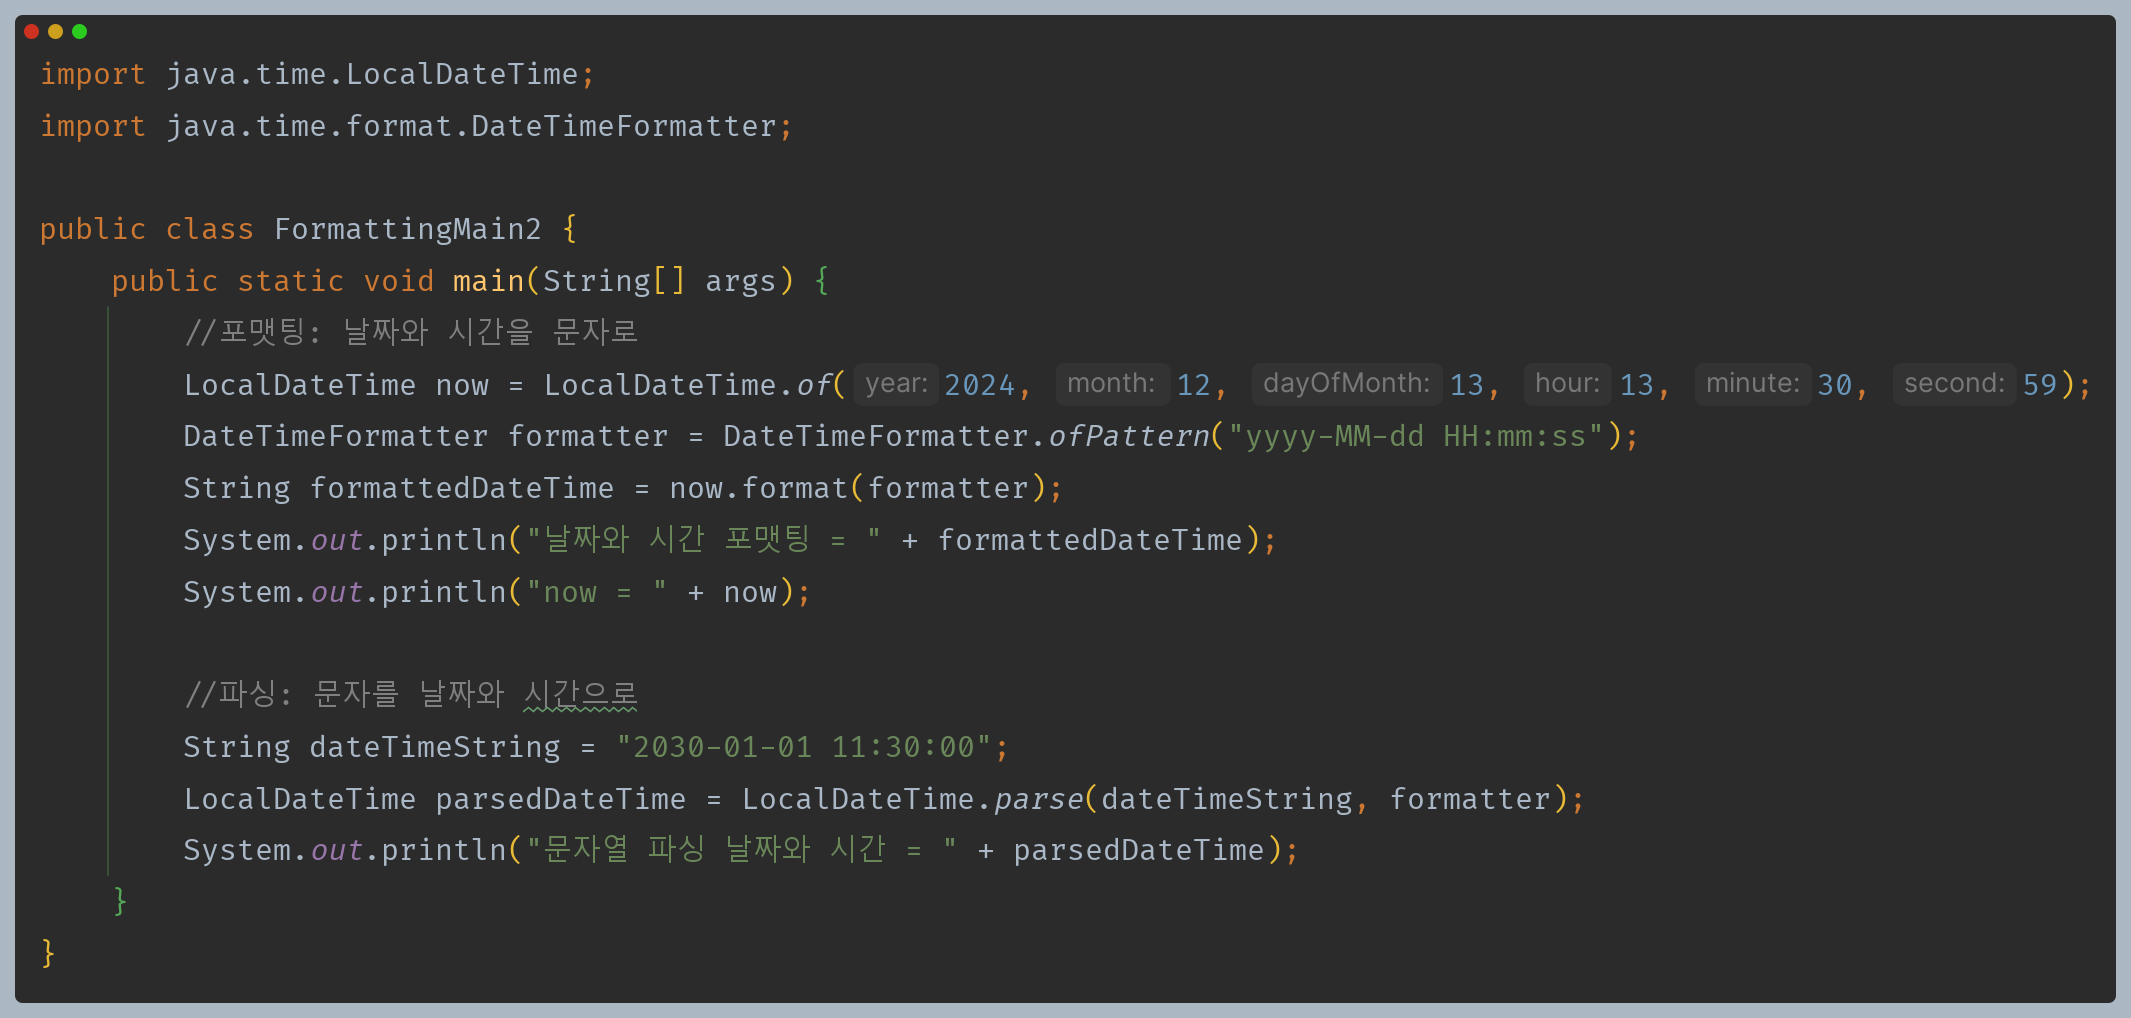 import java.time.LocalDateTime;
import java.time.format.DateTimeFormatter;
public class FormattingMain2 {
public static void main(String[] args) {
//포맷팅: 날짜와 시간을 문자로
LocalDateTime now = LocalDateTime.of( year: 2024, month: 12, dayOfMonth: 13, hour: 13, minute: 30, second: 59);
DateTimeFormatter formatter = DateTimeFormatter.ofPattern("yyyy-MM-dd HH:mm:ss");
String formattedDateTime = now.format(formatter);
System.out.println("날짜와 시간 포맷팅 = " + formattedDateTime);
System.out.println("now = " + now);
//파싱: 문자를 날짜와 시간으로
String dateTimeString = "2030-01-01 11:30:00";
LocalDateTime parsedDateTime = LocalDateTime.parse(dateTimeString, formatter);
System.out.println("문자열 파싱 날짜와 시간 = " + parsedDateTime);
}
}